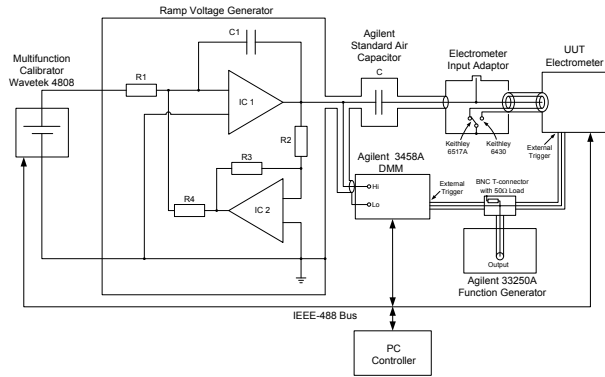 Ramp Voltage Generator
Multifunction
Calibrator
Wavetek 4808
C1
R1
IC 1
R2
R3
R4
IC 2
Agilent
Standard Air
Capacitor
C
Electrometer
Input Adaptor
Keithley
6517A
Keithley
6430
UUT
Electrometer
External
Trigger
Agilent 3458A
DMM
Hi
Lo
External
Trigger
BNC T-connector
with 50Ω Load
Output
Agilent 33250A
Function Generator
IEEE-488 Bus
PC
Controller